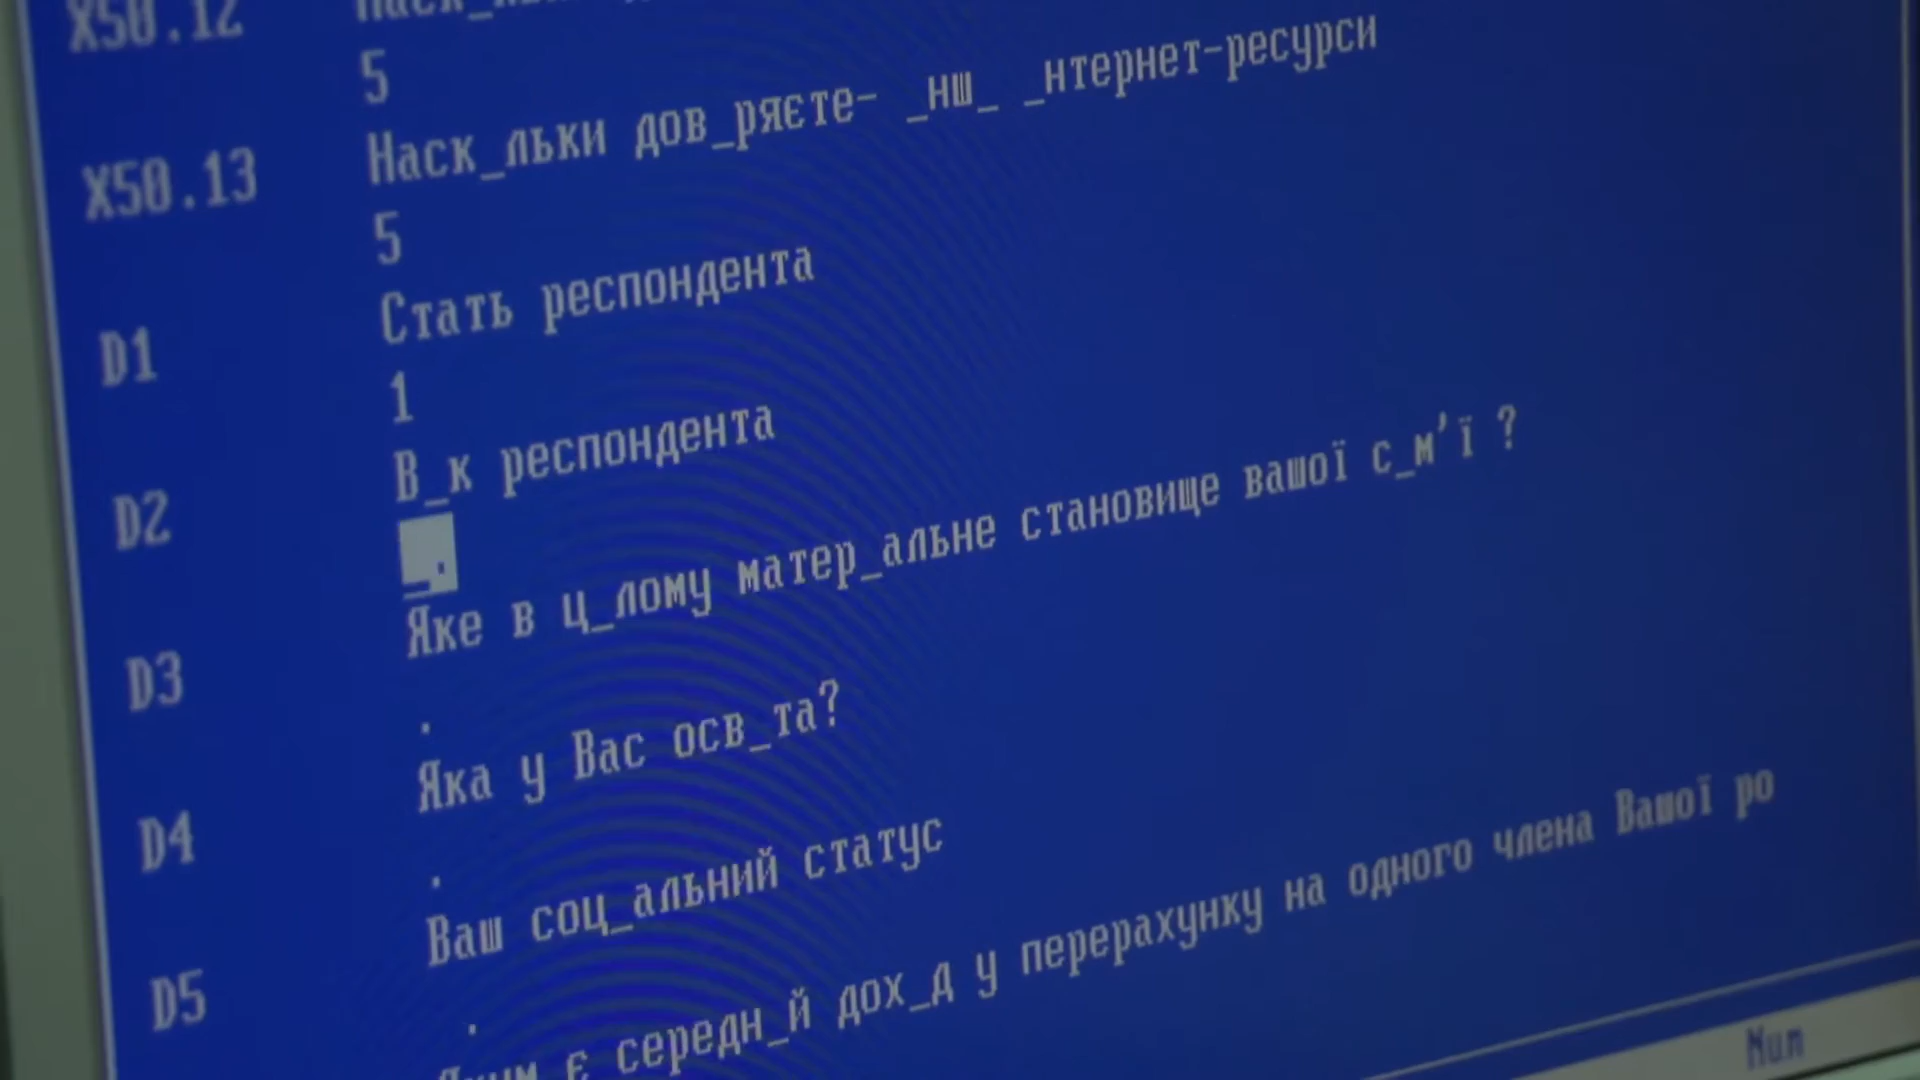 X50.12
5
X50.13 Наск_льки дов_ряєте- _нш_ _нтернет-ресурси
5
D1 Стать респондента
1
D2 В_к респондента
_.
D3 Яке в ц_лому матер_альне становище вашої с_м'ї ?
.
D4 Яка у Вас осв_та?
.
D5 Ваш соц_альний статус
.
є середн_й дох_д у перерахунку на одного члена Вашої ро
Num